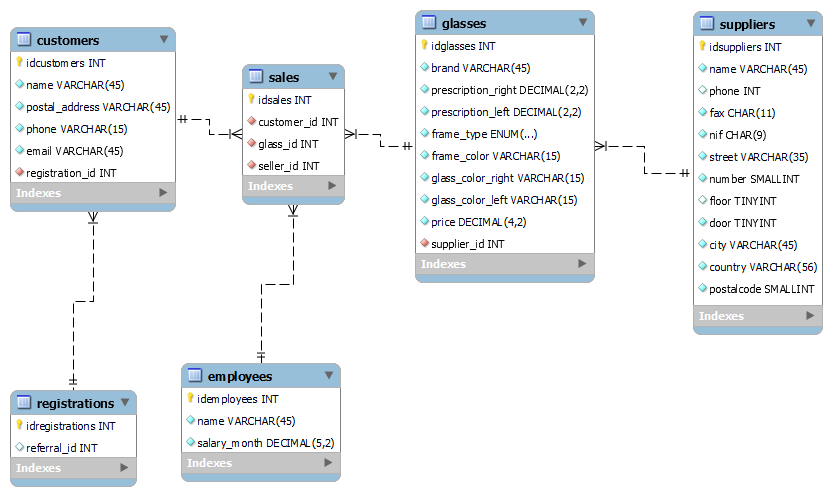 customers
idcustomers INT
name VARCHAR(45)
postal_address VARCHAR(45)
phone VARCHAR(15)
email VARCHAR(45)
registration_id INT
Indexes
sales
idsales INT
customer_id INT
glass_id INT
seller_id INT
Indexes
glasses
idglasses INT
brand VARCHAR(45)
prescription_right DECIMAL(2,2)
prescription_left DECIMAL(2,2)
frame_type ENUM(...)
frame_color VARCHAR(15)
glass_color_right VARCHAR(15)
glass_color_left VARCHAR(15)
price DECIMAL(4,2)
supplier_id INT
Indexes
suppliers
idsuppliers INT
name VARCHAR(45)
phone INT
fax CHAR(11)
nif CHAR(9)
street VARCHAR(35)
number SMALLINT
floor TINYINT
door TINYINT
city VARCHAR(45)
country VARCHAR(56)
postalcode SMALLINT
Indexes
registrations
idregistrations INT
referral_id INT
Indexes
employees
idemployees INT
name VARCHAR(45)
salary_month DECIMAL(5,2)
Indexes